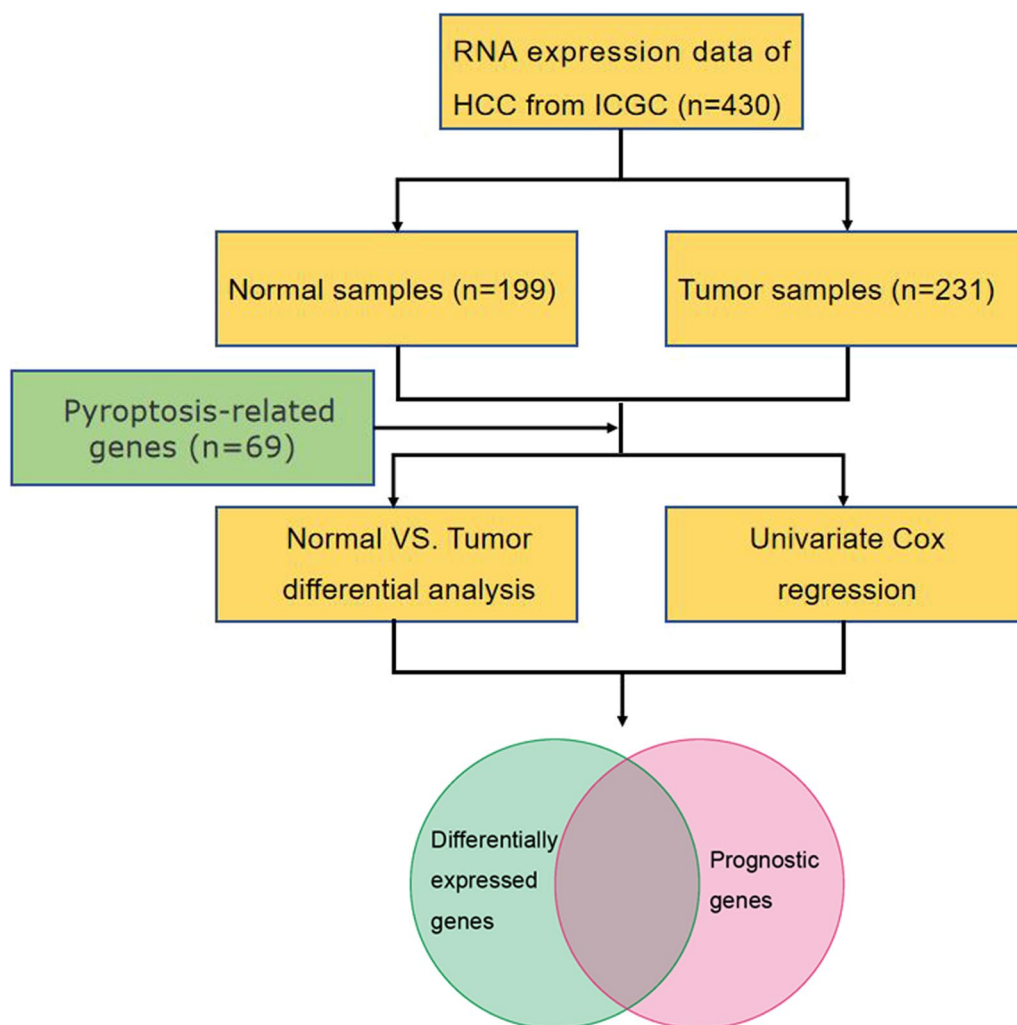 RNA expression data of
HCC from ICGC (n=430)
Normal samples (n=199)
Tumor samples (n=231)
Pyroptosis-related
genes (n=69)
Normal VS. Tumor
differential analysis
Univariate Cox
regression
Differentially
expressed
genes
Prognostic
genes